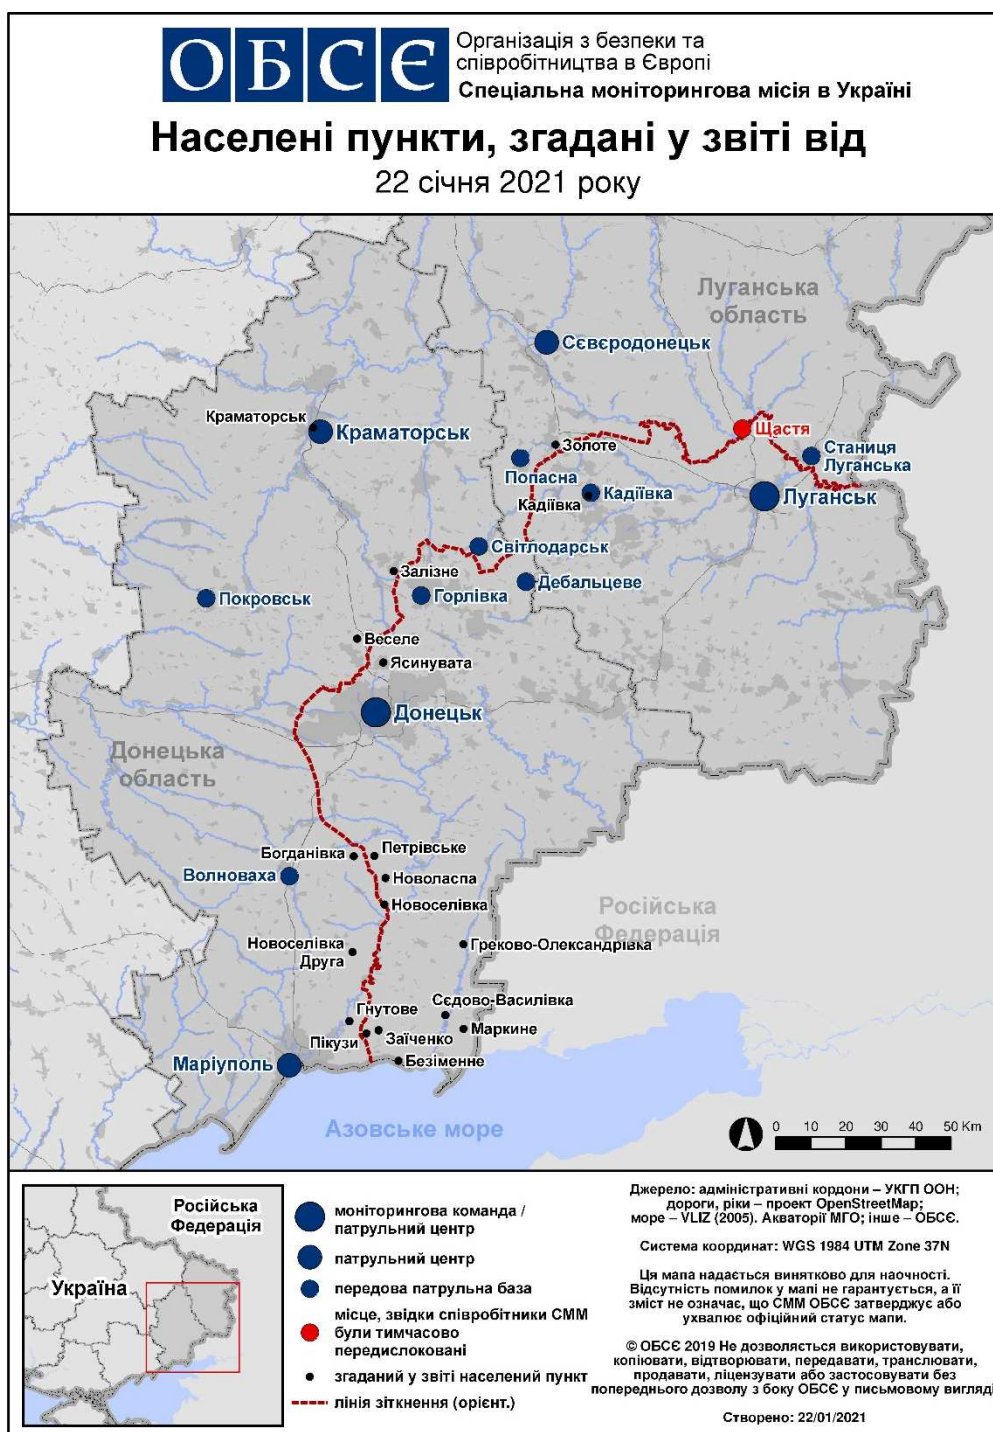 ОБСЄ
Організація з безпеки та
співробітництва в Європі
Спеціальна моніторингова місія в Україні
Населені пункти, згадані у звіті від
22 січня 2021 року
Луганська
область
Сєвєродонецьк
Краматорськ
Краматорськ
Золоте
Щастя
Станиця
Луганська
Попасна
Кадіївка
Кадіївка
Луганськ
Світлодарськ
Залізне
Дебальцеве
Горлівка
Покровськ
Веселе
Ясинувата
Донецьк
Донецька
область
Богданівка
Петрівське
Волноваха
Новоласпа
Новоселівка
Російська
Федерація
Новоселівка
Друга
Греково-Олександрівка
Сєдово-Василівка
Гнутове
Пікузи
Заїченко
Маркине
Безіменне
Маріуполь
Азовське море
0 10 20 30 40 50 Km
Російська
Федерація
Україна
моніторингова команда /
патрульний центр
патрульний центр
передова патрульна база
місце, звідки співробітники СММ
були тимчасово
передислоковані
згаданий у звіті населений пункт
лінія зіткнення (орієнт.)
Джерело: адміністративні кордони – УКГП ООН;
дороги, ріки – проект OpenStreetMap;
море – VLIZ (2005). Акваторії МГО; інше – ОБСЄ.
Система координат: WGS 1984 UTM Zone 37N
Ця мапа надається винятково для наочності.
Відсутність помилок у мапі не гарантується, а її
зміст не означає, що СММ ОБСЄ затверджує або
ухвалює офіційний статус мапи.
© ОБСЄ 2019 Не дозволяється використовувати,
копіювати, відтворювати, передавати, транслювати,
продавати, ліцензувати або застосовувати без
попереднього дозволу з боку ОБСЄ у письмовому вигляді
Створено: 22/01/2021